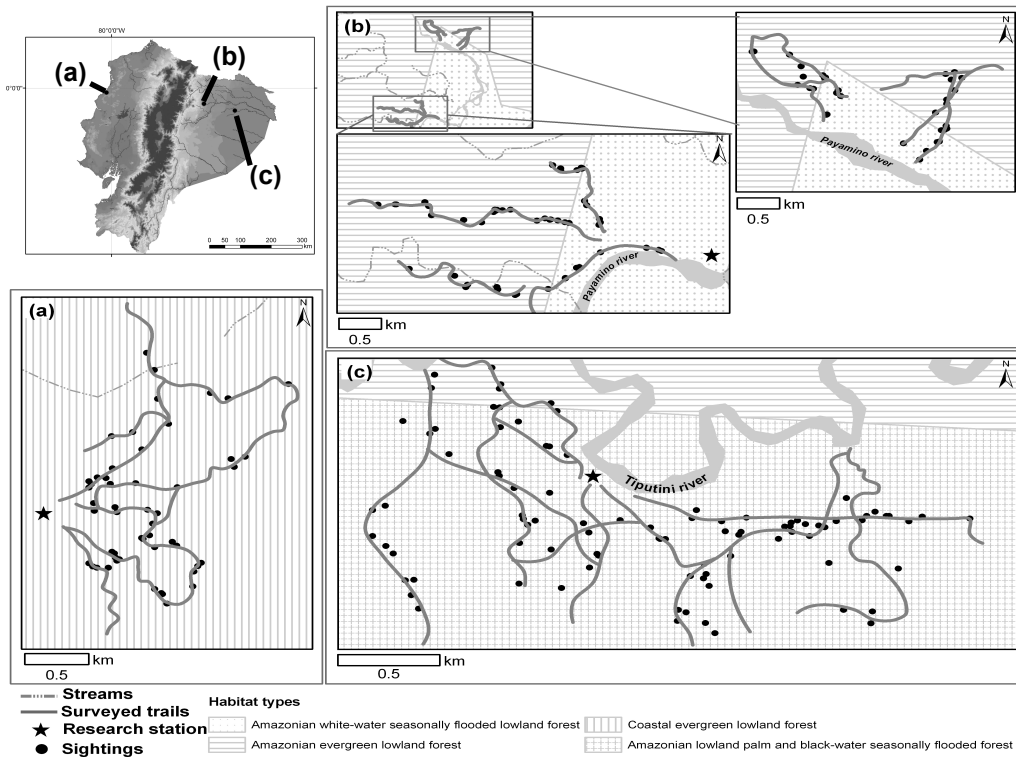 80°0'0"W
0°0'0"
(a)
(b)
(c)
0 50 100 200 300
km
(b)
N
Payamino river
0.5 km
N
Payamino river
0.5 km
(a)
N
0.5 km
(c)
N
Tiputini river
0.5 km
Streams
Surveyed trails
Research station
Sightings
Habitat types
Amazonian white-water seasonally flooded lowland forest
Amazonian evergreen lowland forest
Coastal evergreen lowland forest
Amazonian lowland palm and black-water seasonally flooded forest